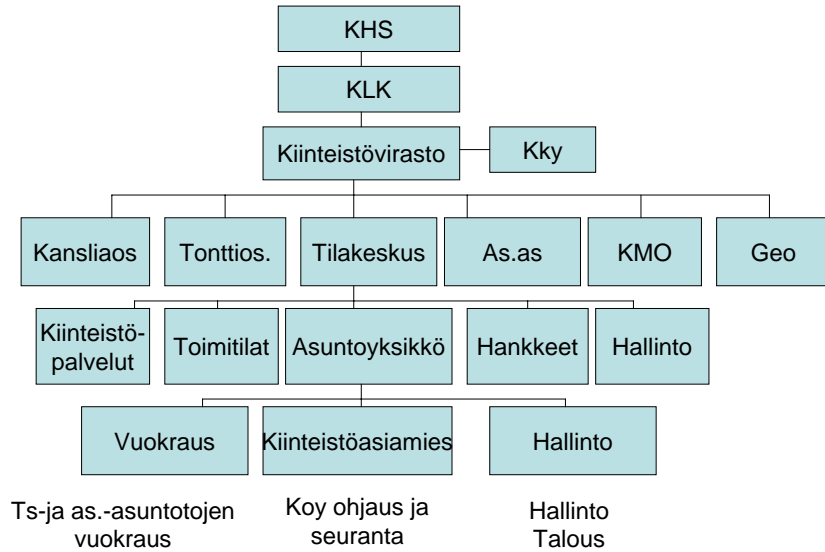 KHS
KLK
Kiinteistövirasto
Kky
Kansliaos
Tonttios.
Tilakeskus
As.as
KMO
Geo
Kiinteistö-
palvelut
Toimitilat
Asuntoyksikkö
Hankkeet
Hallinto
Vuokraus
Kiinteistöasiamies
Hallinto
Ts-ja as.-asuntotojen
vuokraus
Koy ohjaus ja
seuranta
Hallinto
Talous